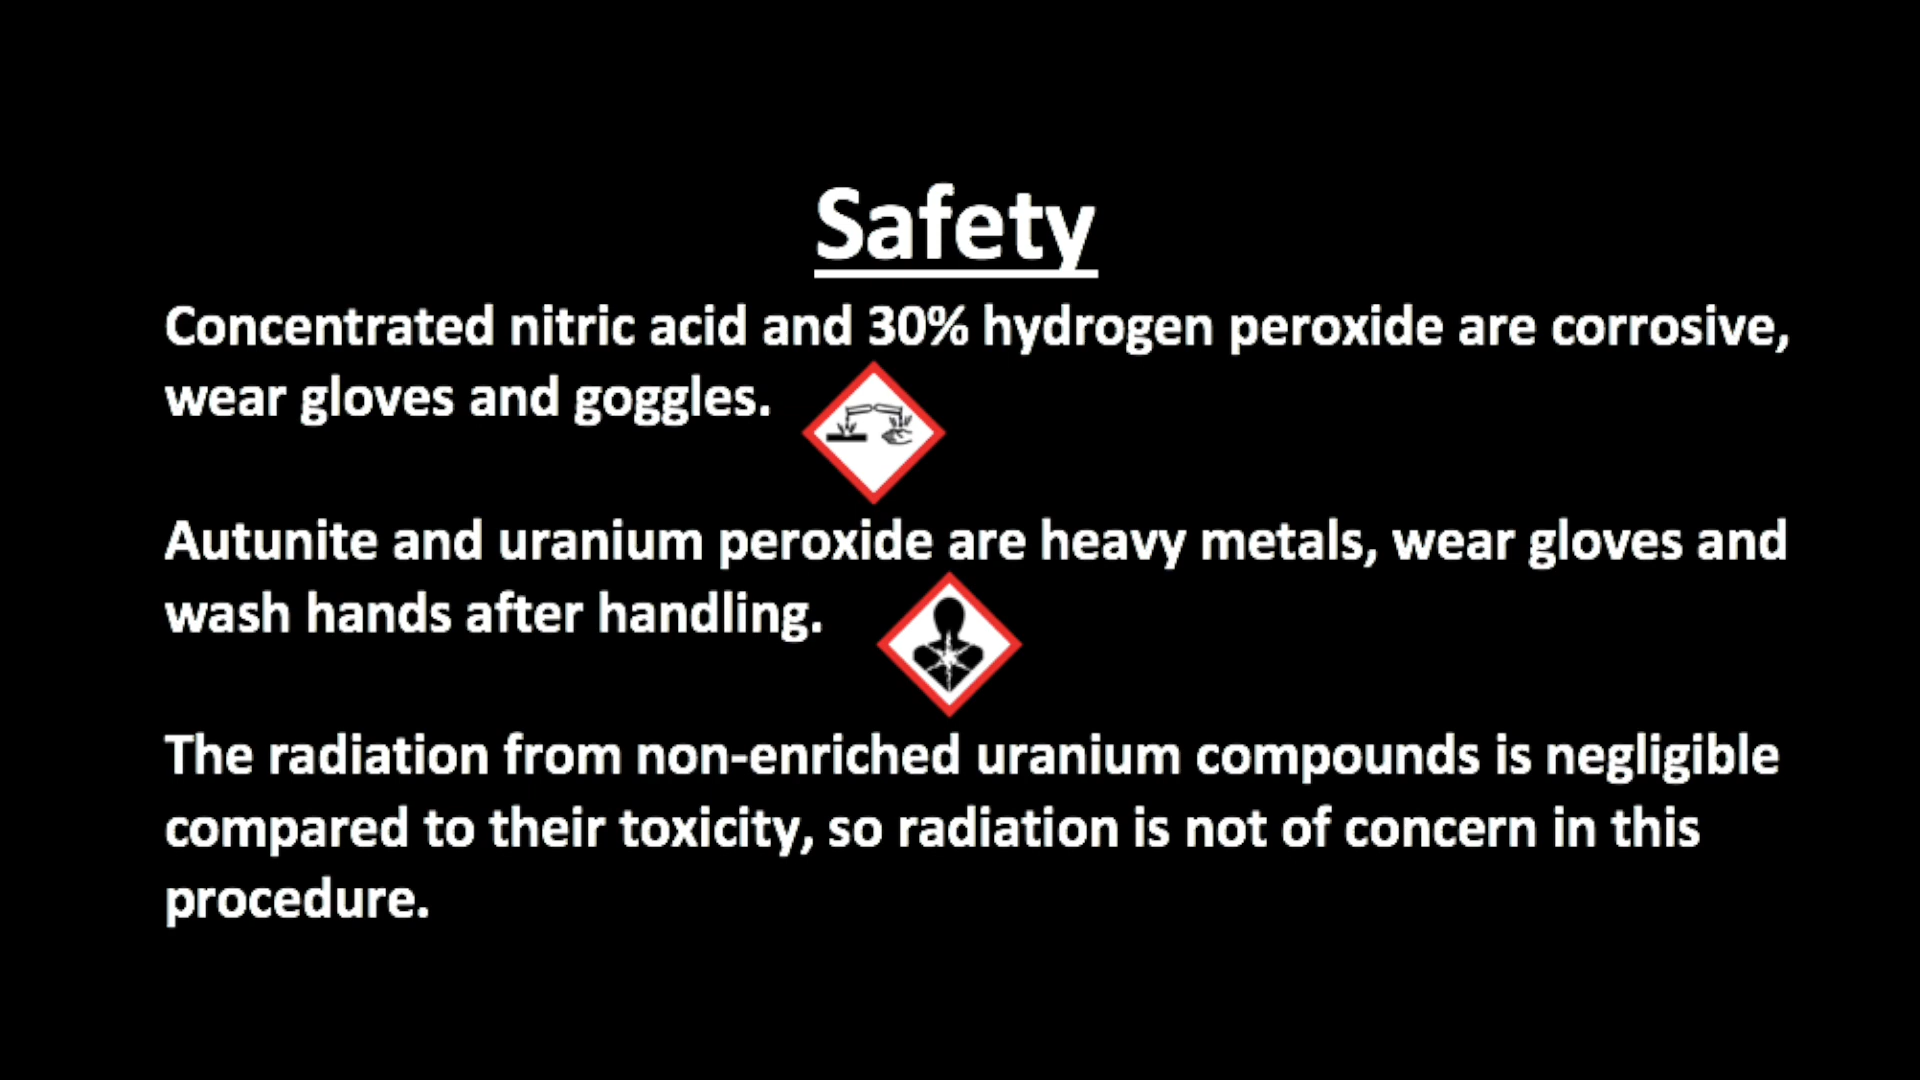 Safety
Concentrated nitric acid and 30% hydrogen peroxide are corrosive,
wear gloves and goggles.
Autunite and uranium peroxide are heavy metals, wear gloves and
wash hands after handling.
The radiation from non-enriched uranium compounds is negligible
compared to their toxicity, so radiation is not of concern in this
procedure.